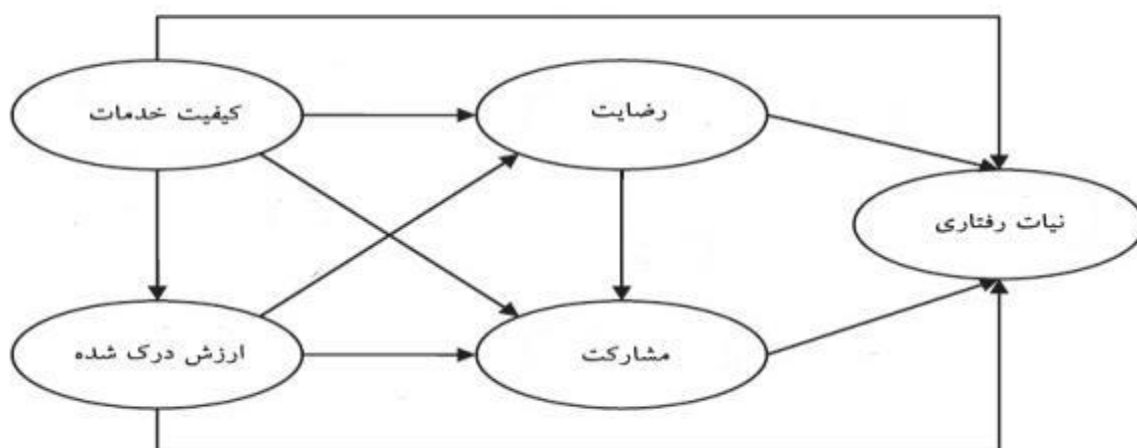 کیفیت خدمات
رضایت
نیات رفتاری
ارزش درک شده
مشارکت